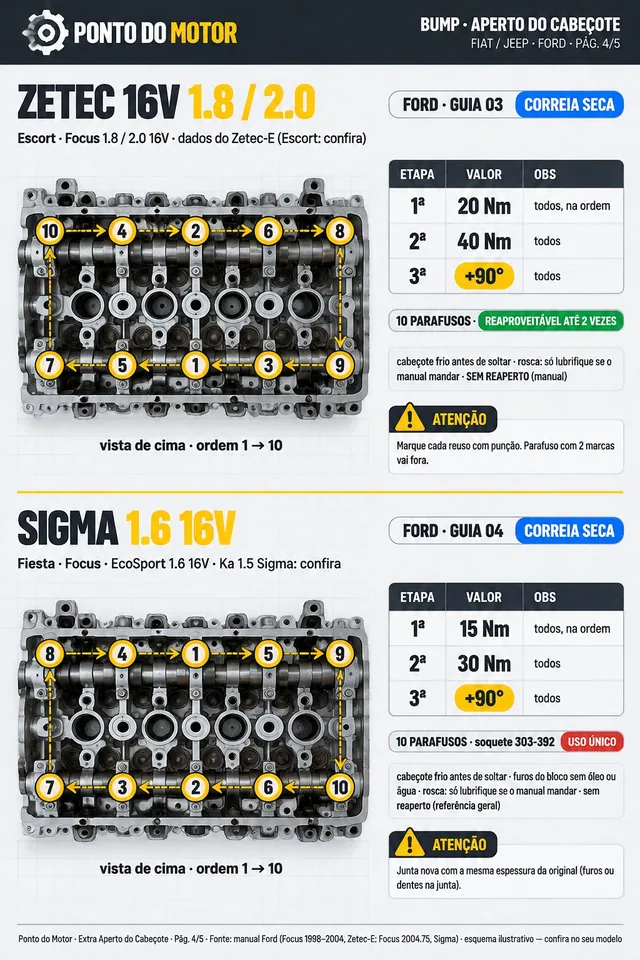 PONTO DO MOTOR
BUMP · APERTO DO CABEÇOTE
FIAT / JEEP · FORD · PÁG. 4/5
ZETEC 16V 1.8 / 2.0
Escort · Focus 1.8 / 2.0 16V · dados do Zetec-E (Escort: confira)
FORD · GUIA 03 CORREIA SECA
10 4 2 6 8
7 5 1 3 9
vista de cima · ordem 1 → 10
ETAPA VALOR OBS
1ª 20 Nm todos, na ordem
2ª 40 Nm todos
3ª +90° todos
10 PARAFUSOS · REAPROVEITÁVEL ATÉ 2 VEZES
cabeçote frio antes de soltar · rosca: só lubrifique se o
manual mandar · SEM REAPERTO (manual)
ATENÇÃO
Marque cada reuso com punção. Parafuso com 2 marcas
vai fora.
SIGMA 1.6 16V
Fiesta · Focus · EcoSport 1.6 16V · Ka 1.5 Sigma: confira
FORD · GUIA 04 CORREIA SECA
8 4 1 5 9
7 3 2 6 10
vista de cima · ordem 1 → 10
ETAPA VALOR OBS
1ª 15 Nm todos, na ordem
2ª 30 Nm todos
3ª +90° todos
10 PARAFUSOS · soquete 303-392 USO ÚNICO
cabeçote frio antes de soltar · furos do bloco sem óleo ou
água · rosca: só lubrifique se o manual mandar · sem
reaperto (referência geral)
ATENÇÃO
Junta nova com a mesma espessura da original (furos ou
dentes na junta).
Ponto do Motor · Extra Aperto do Cabeçote · Pág. 4/5 · Fonte: manual Ford (Focus 1998–2004, Zetec-E; Focus 2004.75, Sigma) · esquema ilustrativo — confira no seu modelo